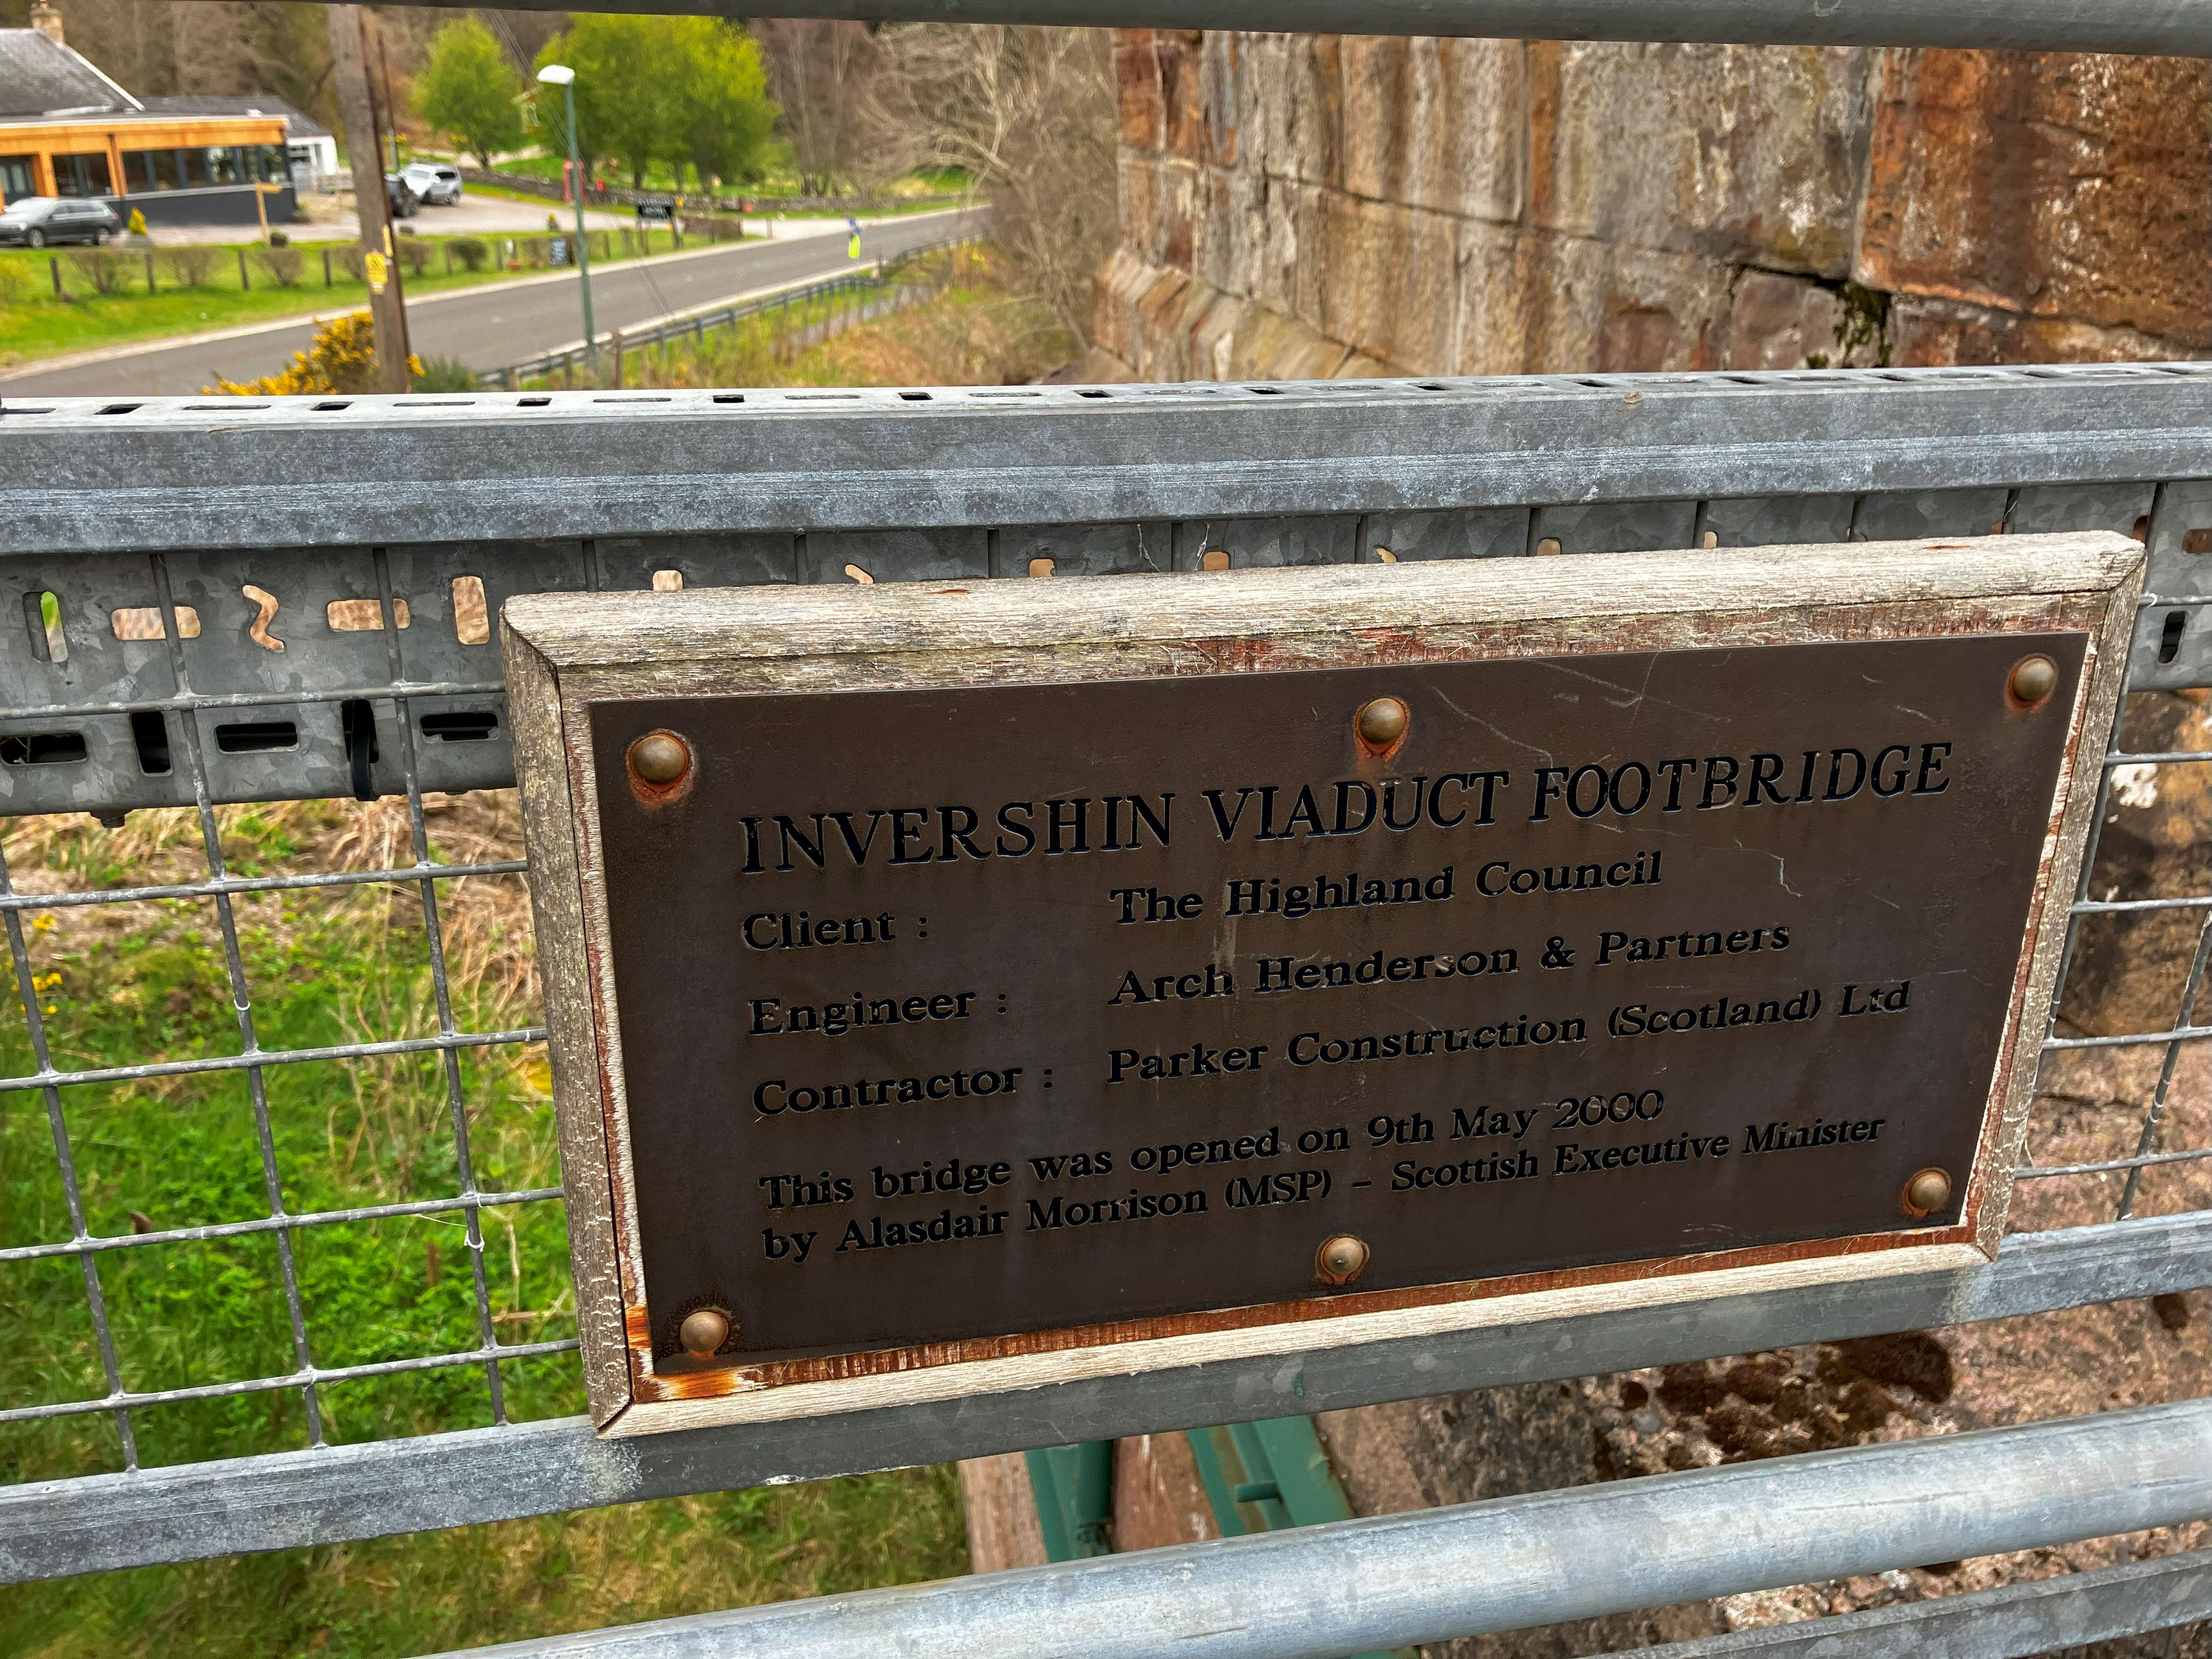 INVERSHIN VIADUCT FOOTBRIDGE
Client : The Highland Council
Engineer : Arch Henderson & Partners
Contractor : Parker Construction (Scotland) Ltd
This bridge was opened on 9th May 2000
by Alasdair Morrison (MSP) – Scottish Executive Minister